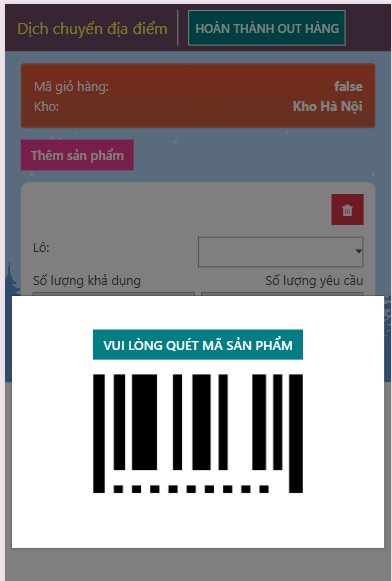 Dịch chuyển địa điểm
HOÀN THÀNH OUT HÀNG
Mã giỏ hàng: false
Kho: Kho Hà Nội
Thêm sản phẩm
Lô:
Số lượng khả dụng Số lượng yêu cầu
VUI LÒNG QUÉT MÃ SẢN PHẨM